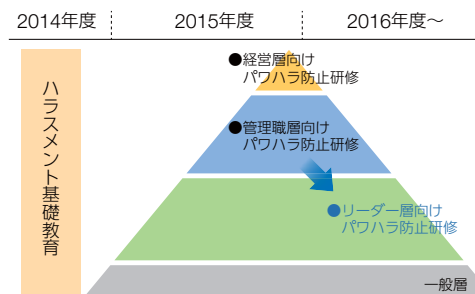 2014年度
2015年度
2016年度～
ハラスメント基礎教育
●経営層向け
パワハラ防止研修
●管理職層向け
パワハラ防止研修
●リーダー層向け
パワハラ防止研修
一般層